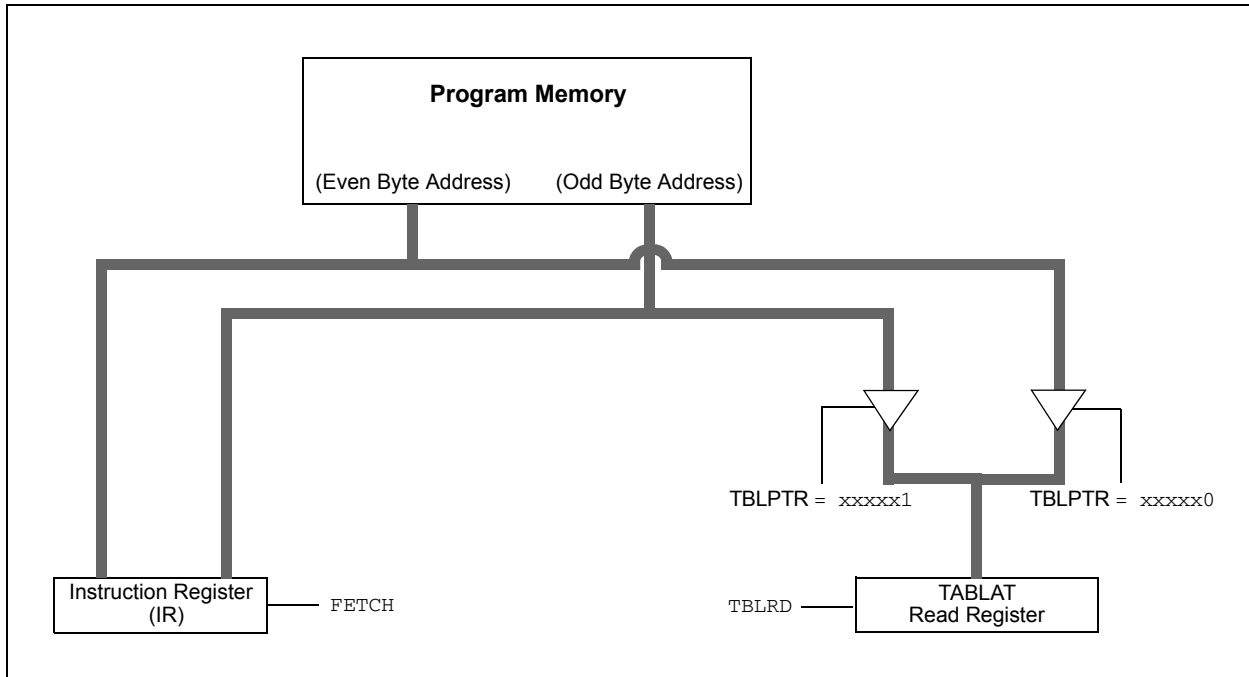 Program Memory
(Even Byte Address) (Odd Byte Address)
TBLPTR = xxxxx1
TBLPTR = xxxxx0
Instruction Register
(IR)
FETCH
TBLRD
TABLAT
Read Register